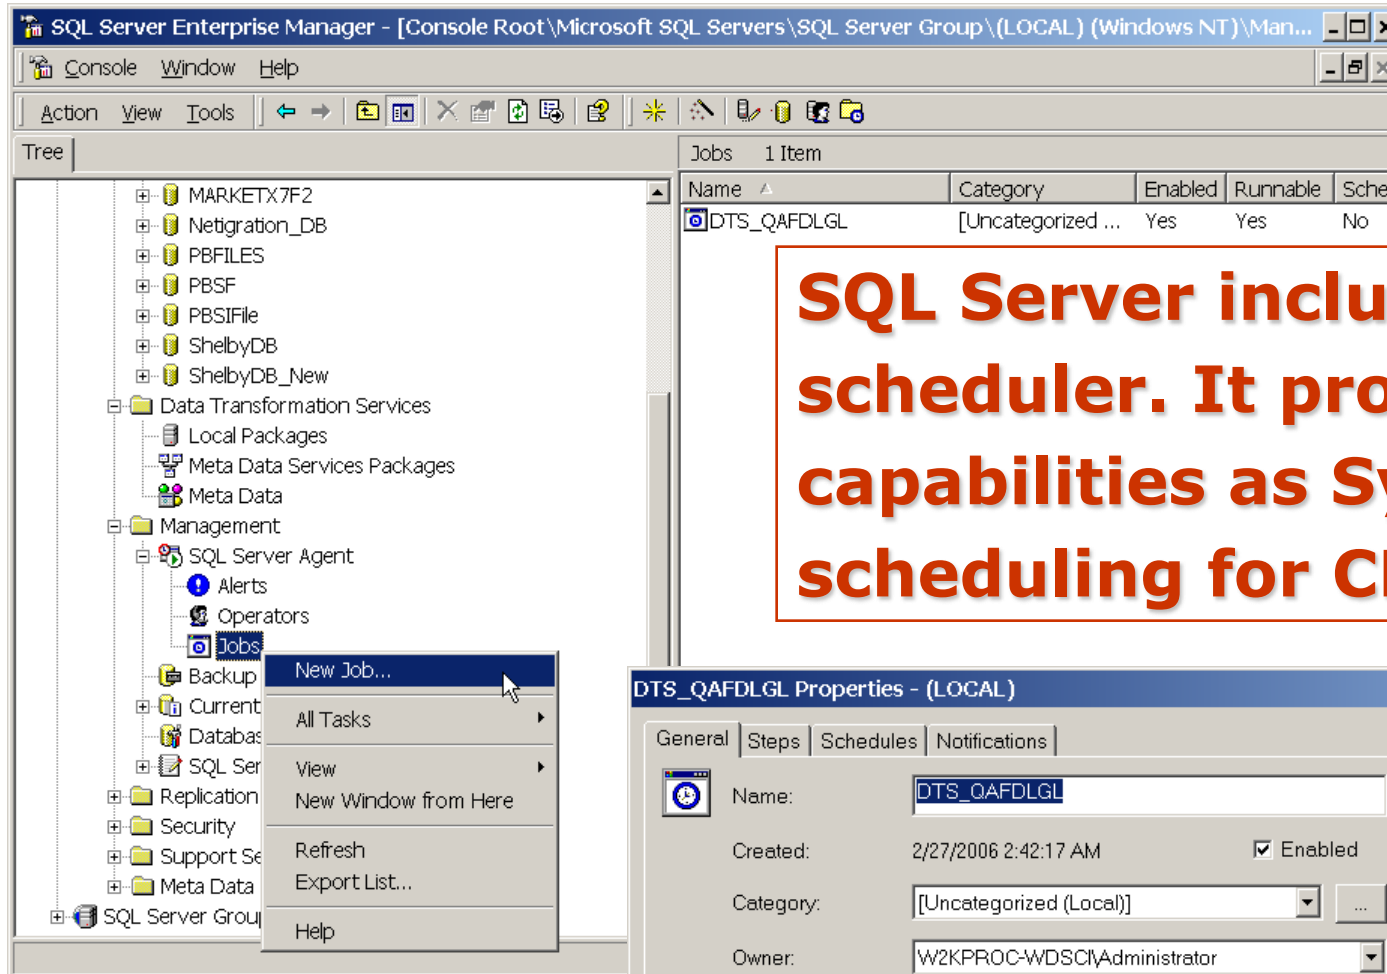 SQL Server Enterprise Manager - [Console Root\Microsoft SQL Servers\SQL Server Group\(LOCAL) (Windows NT)\Man...
Console Window Help
Action View Tools
Tree
MARKETX7F2
Netigration_DB
PBFILES
PBSF
PBSIFile
ShelbyDB
ShelbyDB_New
Data Transformation Services
Local Packages
Meta Data Services Packages
Meta Data
Management
SQL Server Agent
Alerts
Operators
Jobs
Backup
Current
Databas
SQL Ser
Replication
Security
Support Se
Meta Data
SQL Server Grou
New Job...
All Tasks
View
New Window from Here
Refresh
Export List...
Help
Jobs 1 Item
Name Category Enabled Runnable Sche
DTS_QAFDLGL [Uncategorized ... Yes Yes No
SQL Server inclu
scheduler. It pro
capabilities as Sy
scheduling for
DTS_QAFDLGL Properties - (LOCAL)
General Steps Schedules Notifications
Name: DTS_QAFDLGL
Created: 2/27/2006 2:42:17 AM Enabled
Category: [Uncategorized (Local)] ...
Owner: W2KPROC-WDSCI\Administrator